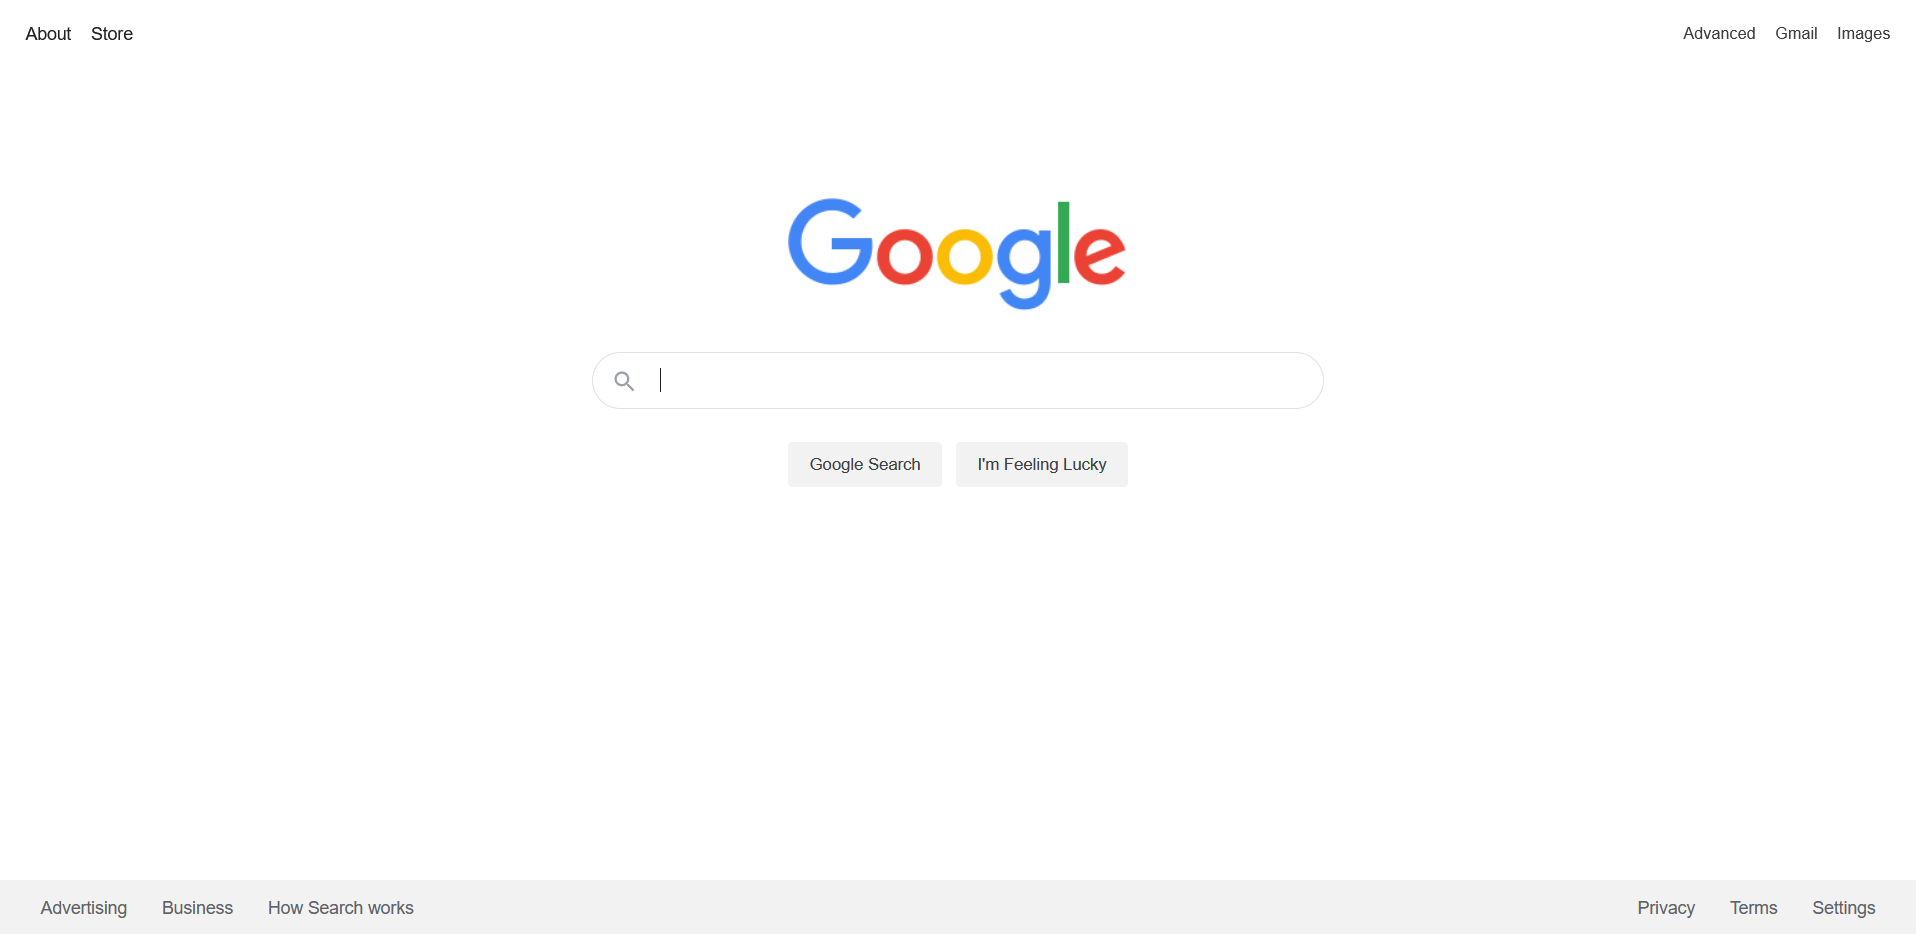 About Store
Advanced Gmail Images
Google
Google Search I'm Feeling Lucky
Advertising Business How Search works
Privacy Terms Settings